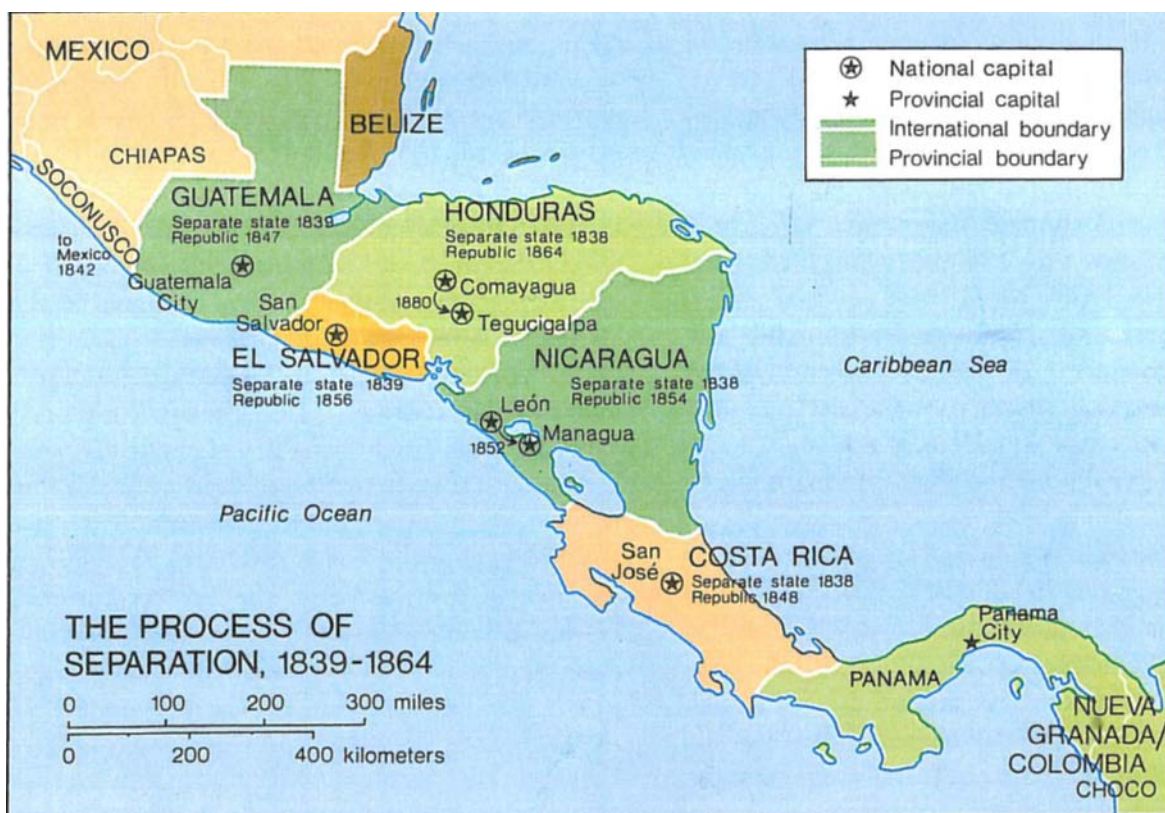 MEXICO
BELIZE
CHIAPAS
SOCONUSCO
to
Mexico
1842
GUATEMALA
Separate state 1839
Republic 1847
Guatemala
City
HONDURAS
Separate state 1838
Republic 1864
Comayagua
1880
Tegucigalpa
San
Salvador
EL SALVADOR
Separate state 1839
Republic 1856
NICARAGUA
Separate state 1838
Republic 1854
León
1852
Managua
Caribbean Sea
Pacific Ocean
San
José
COSTA RICA
Separate state 1838
Republic 1848
Panama
City
PANAMA
NUEVA
GRANADA/
COLOMBIA
CHOCO
National capital
Provincial capital
International boundary
Provincial boundary
THE PROCESS OF
SEPARATION, 1839-1864
0 100 200 300 miles
0 200 400 kilometers